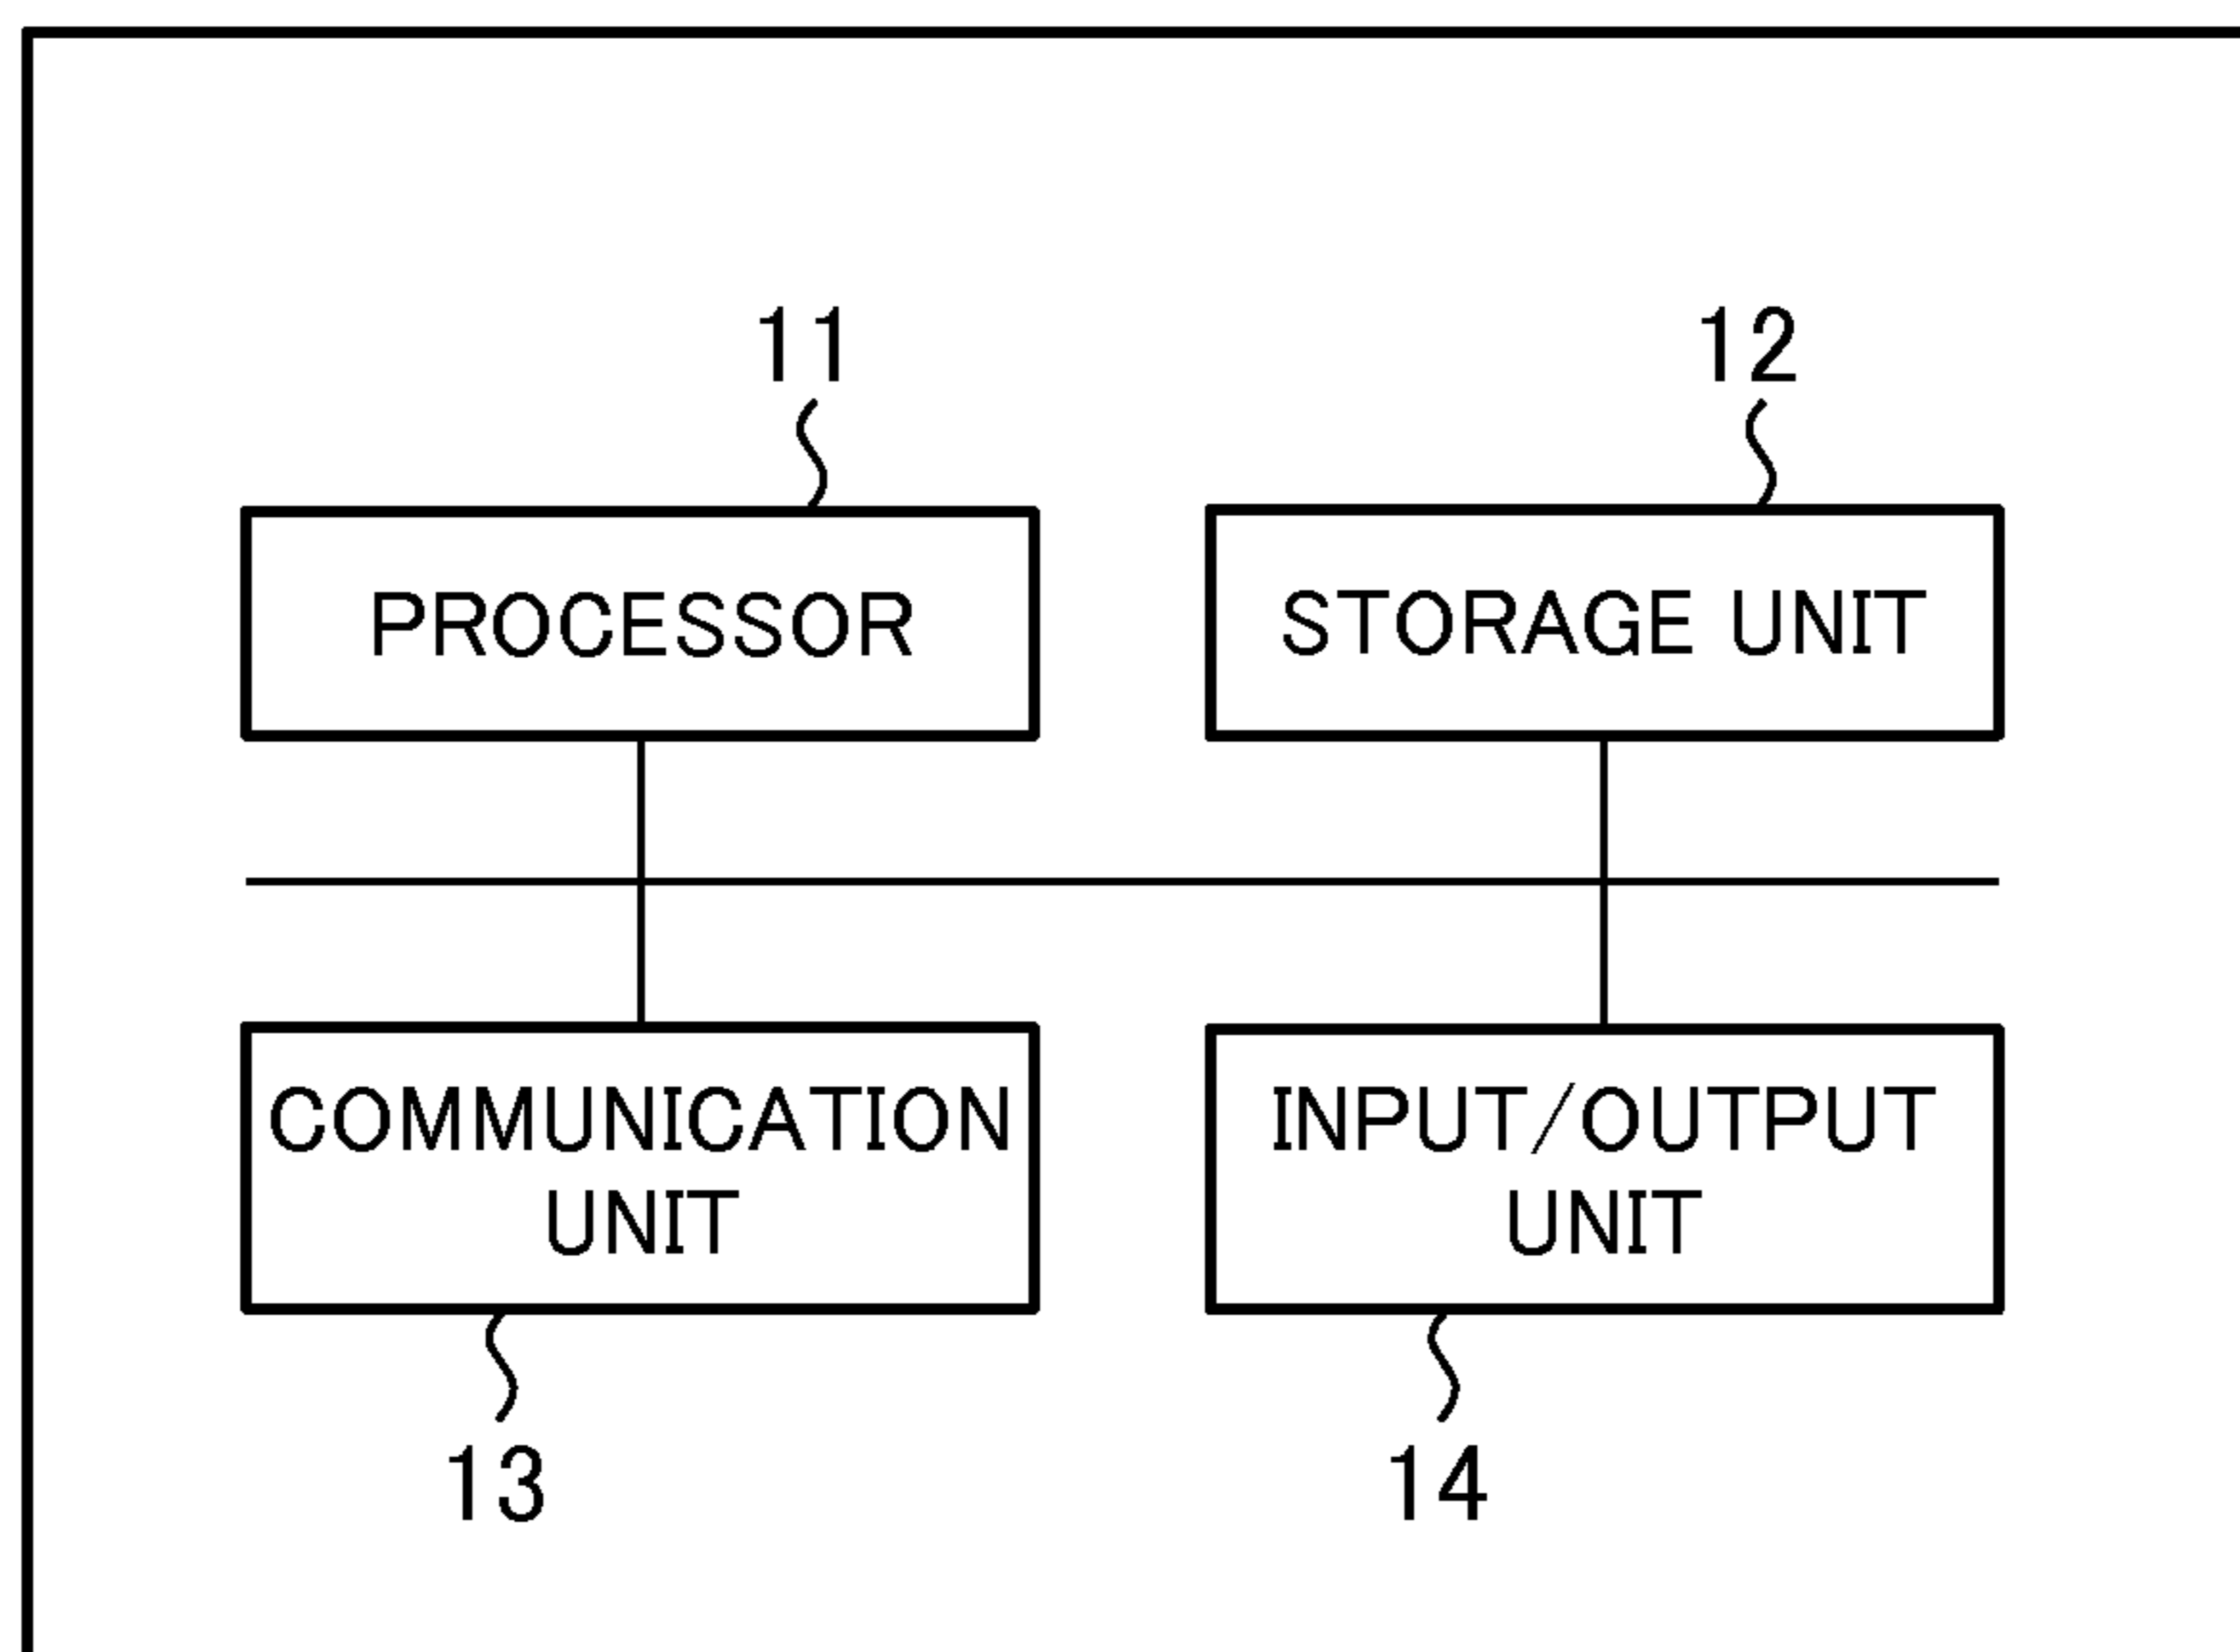 11
12
PROCESSOR
STORAGE UNIT
COMMUNICATION
UNIT
INPUT/OUTPUT
UNIT
13
14